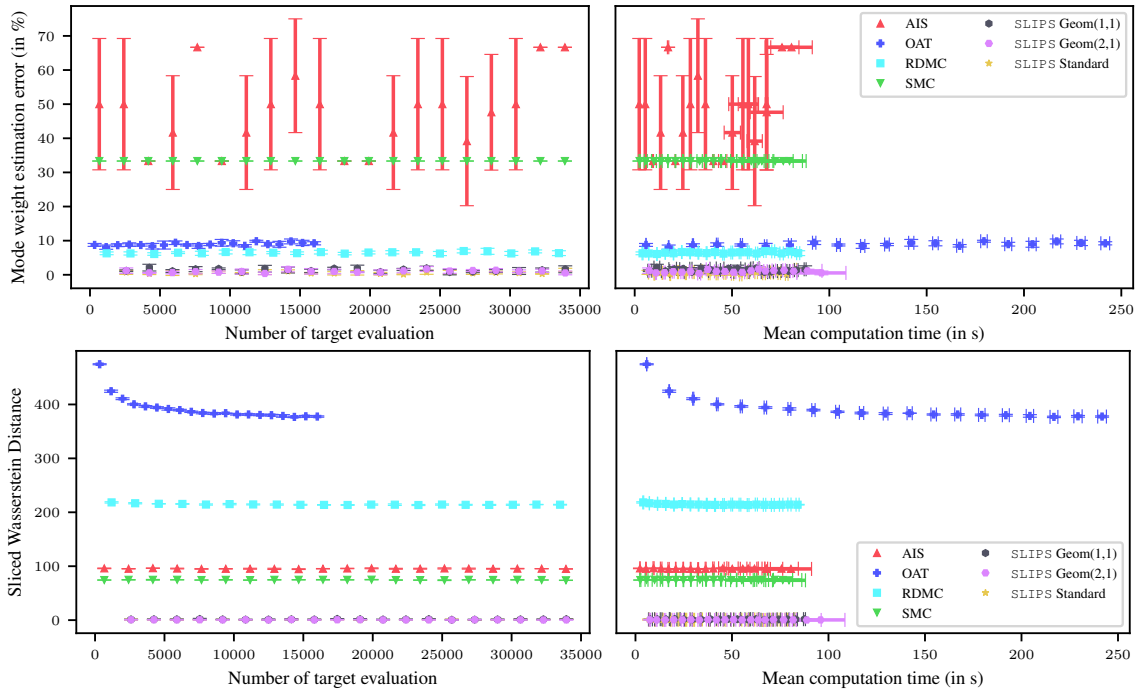 Mode weight estimation error (in %)
70
60
50
40
30
20
10
0
0 5000 10000 15000 20000 25000 30000 35000
Number of target evaluation
AIS
OAT
RDMC
SMC
SLIPS Geom(1,1)
SLIPS Geom(2,1)
SLIPS Standard
0 50 100 150 200 250
Mean computation time (in s)
Sliced Wasserstein Distance
400
300
200
100
0
0 5000 10000 15000 20000 25000 30000 35000
Number of target evaluation
AIS
OAT
RDMC
SMC
SLIPS Geom(1,1)
SLIPS Geom(2,1)
SLIPS Standard
0 50 100 150 200 250
Mean computation time (in s)